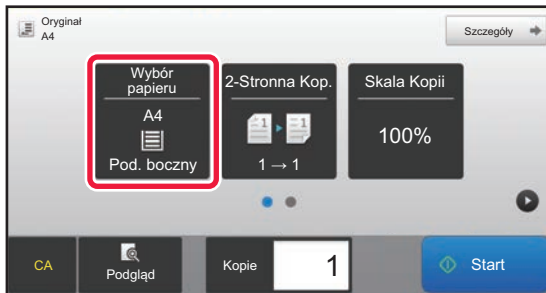 Oryginał
A4
Szczegóły
Wybór
papieru
A4
Pod. boczny
2-Stronna Kop.
1 → 1
Skala Kopii
100%
CA
Podgląd
Kopie
1
Start